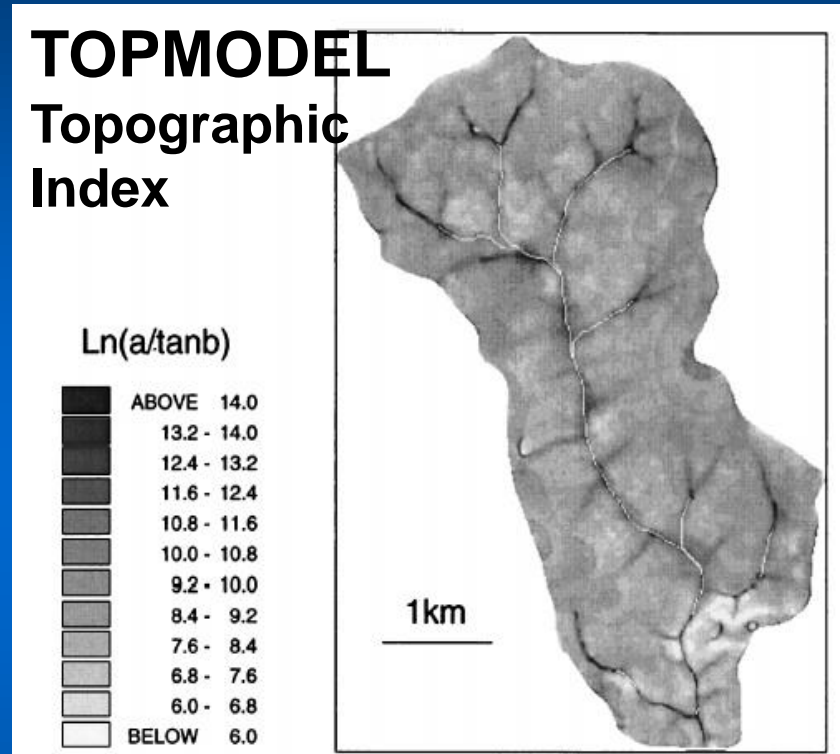 TOPMODEL
Topographic
Index
Ln(a/tanb)
ABOVE 14.0
13.2 - 14.0
12.4 - 13.2
11.6 - 12.4
10.8 - 11.6
10.0 - 10.8
9.2 - 10.0
8.4 - 9.2
7.6 - 8.4
6.8 - 7.6
6.0 - 6.8
BELOW 6.0
1km